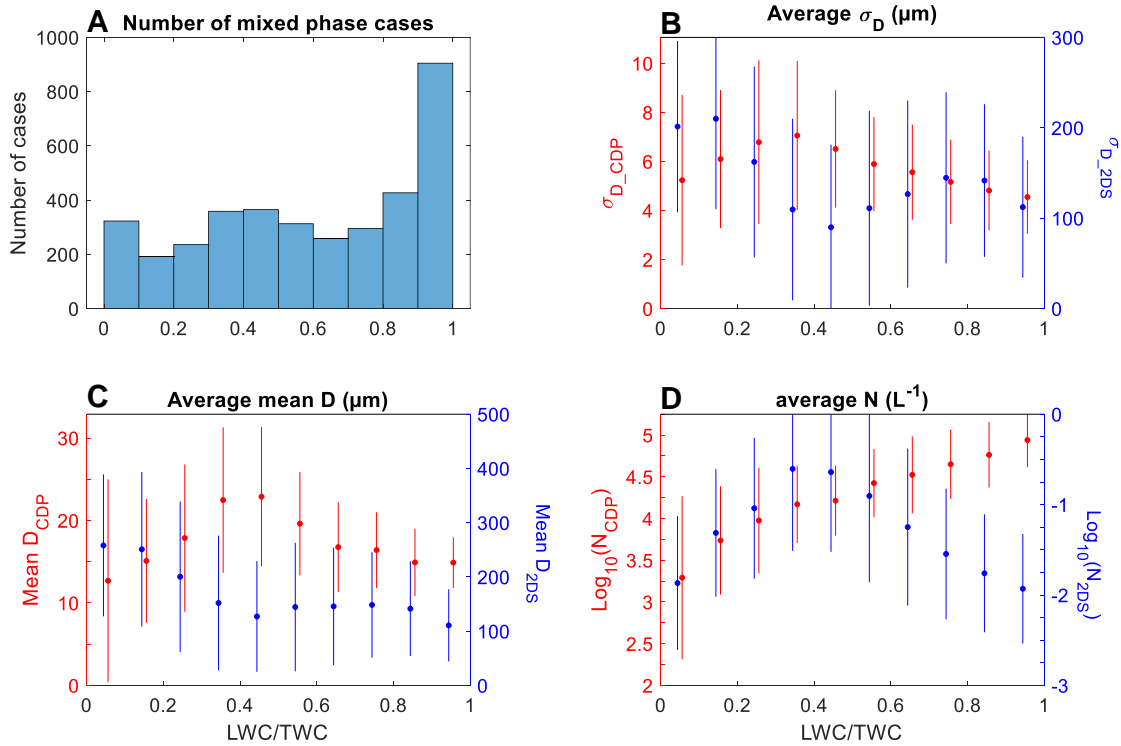 A Number of mixed phase cases
Number of cases
1000
800
600
400
200
0
0 0.2 0.4 0.6 0.8 1
B Average σD (µm)
σD_CDP
10
8
6
4
2
0
300
200
100
0
σD_2DS
0 0.2 0.4 0.6 0.8 1
C Average mean D (µm)
Mean DCDP
30
20
10
0
500
400
300
200
100
0
Mean D2DS
0 0.2 0.4 0.6 0.8 1
LWC/TWC
D average N (L-1)
Log10(NCDP)
5
4.5
4
3.5
3
2.5
2
0
-1
-2
-3
Log10(N2DS)
0 0.2 0.4 0.6 0.8 1
LWC/TWC